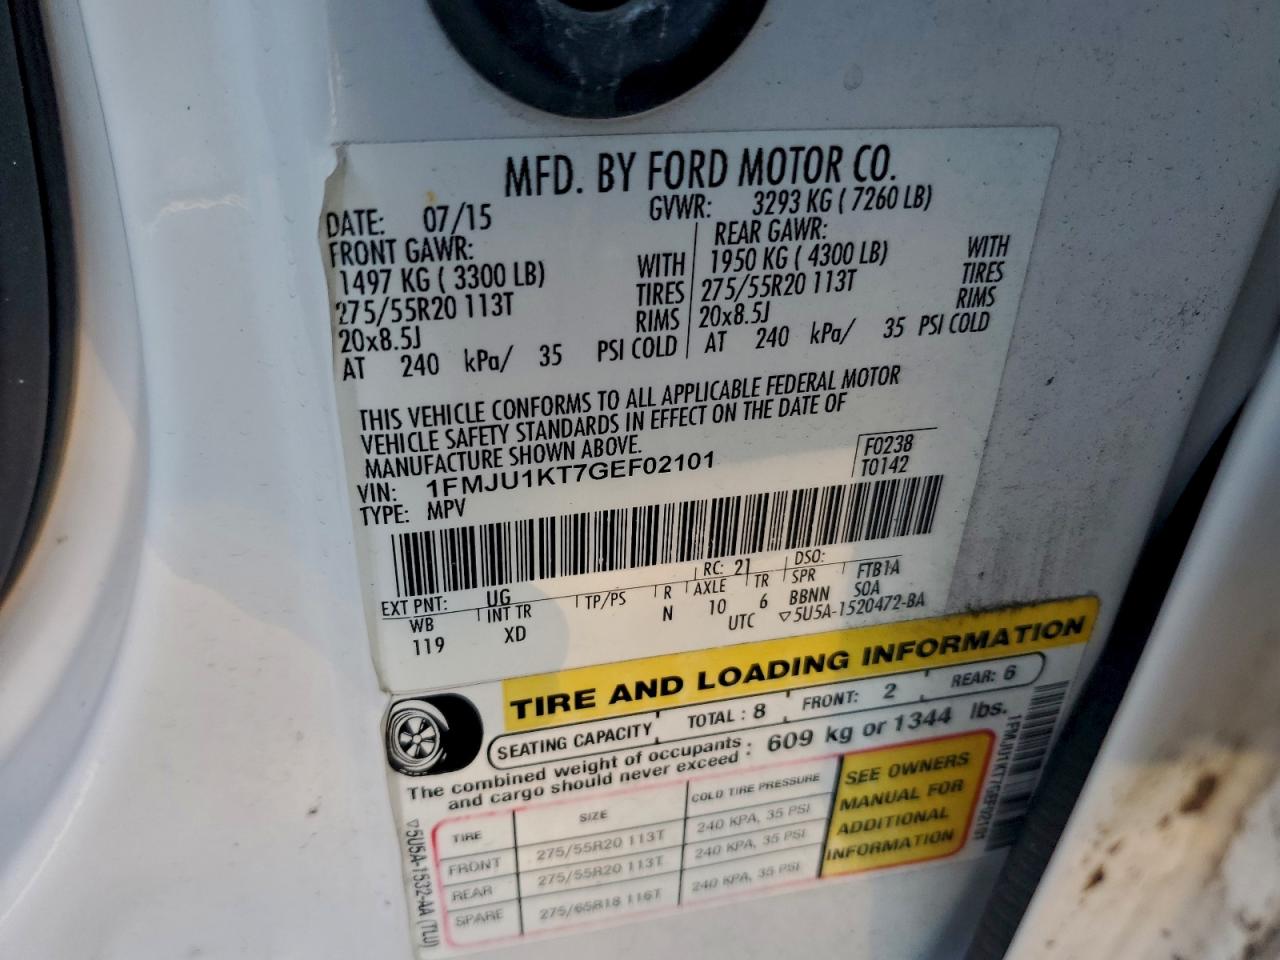 MFD. BY FORD MOTOR CO.
DATE: 07/15 GVWR: 3293 KG ( 7260 LB)
FRONT GAWR: REAR GAWR:
1497 KG ( 3300 LB) WITH 1950 KG ( 4300 LB) WITH
275/55R20 113T TIRES 275/55R20 113T TIRES
20x8.5J RIMS 20x8.5J RIMS
AT 240 kPa/ 35 PSI COLD AT 240 kPa/ 35 PSI COLD
THIS VEHICLE CONFORMS TO ALL APPLICABLE FEDERAL MOTOR
VEHICLE SAFETY STANDARDS IN EFFECT ON THE DATE OF
MANUFACTURE SHOWN ABOVE.
F0238
VIN: 1FMJU1KT7GEF02101 T0142
TYPE: MPV
RC: 21 DSO:
EXT PNT: UG
WB INT TR TP/PS R AXLE TR SPR FTB1A
119 XD N 10 6 BBNN SOA
UTC ▽5U5A-1520472-BA
TIRE AND LOADING INFORMATION
SEATING CAPACITY TOTAL : 8 FRONT: 2 REAR: 6
The combined weight of occupants and cargo should never exceed : 609 kg or 1344 lbs.
TIRE SIZE COLD TIRE PRESSURE
FRONT 275/55R20 113T 240 KPA, 35 PSI
REAR 275/55R20 113T 240 KPA, 35 PSI
SPARE 275/65R18 116T 240 KPA, 35 PSI
SEE OWNERS
MANUAL FOR
ADDITIONAL
INFORMATION
▽5U5A-1532-AA (TLU)
1FMJU1KT7GEF02101